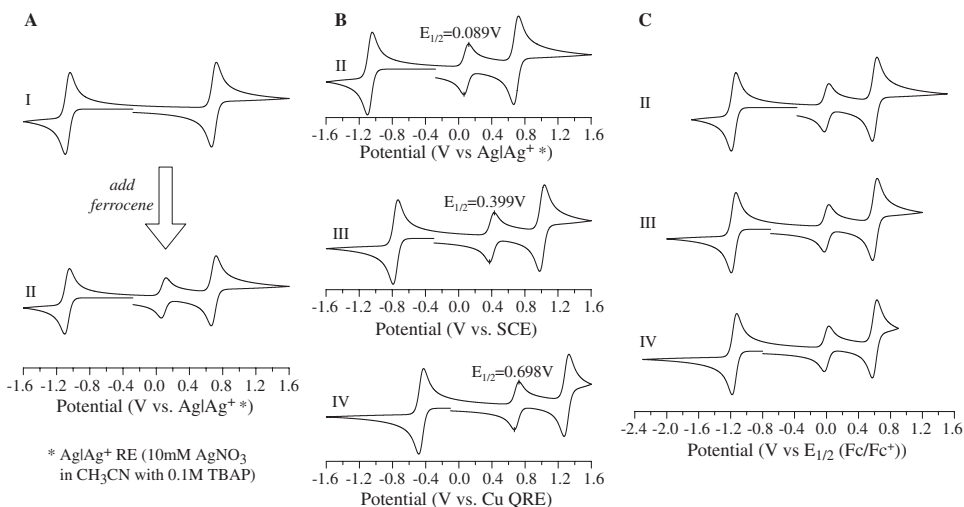 A
I
add
ferrocene
II
-1.6 -1.2 -0.8 -0.4 0.0 0.4 0.8 1.2 1.6
Potential (V vs. Ag|Ag⁺ *)
* Ag|Ag⁺ RE (10mM AgNO₃
in CH₃CN with 0.1M TBAP)
B
E₁/₂=0.089V
II
-1.6 -1.2 -0.8 -0.4 0.0 0.4 0.8 1.2 1.6
Potential (V vs Ag|Ag⁺ *)
E₁/₂=0.399V
III
-1.6 -1.2 -0.8 -0.4 0.0 0.4 0.8 1.2 1.6
Potential (V vs. SCE)
E₁/₂=0.698V
IV
-1.6 -1.2 -0.8 -0.4 0.0 0.4 0.8 1.2 1.6
Potential (V vs. Cu QRE)
C
II
III
IV
-2.4 -2.0 -1.6 -1.2 -0.8 -0.4 0.0 0.4 0.8 1.2 1.6
Potential (V vs E₁/₂ (Fc/Fc⁺))